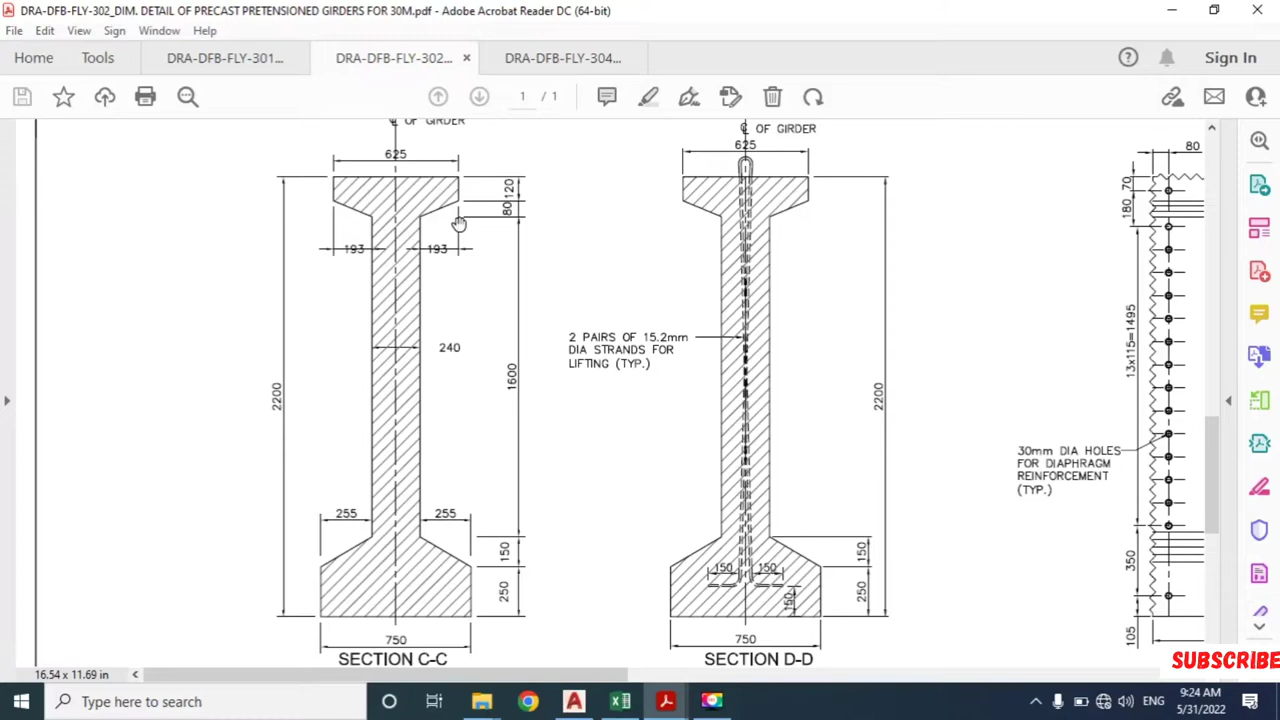 DRA-DFB-FLY-302_DIM. DETAIL OF PRECAST PRETENSIONED GIRDERS FOR 30M.pdf - Adobe Acrobat Reader DC (64-bit)
File Edit View Sign Window Help
Home Tools DRA-DFB-FLY-301... DRA-DFB-FLY-302... × DRA-DFB-FLY-304... Sign In
1 / 1
OF GIRDER
℄ OF GIRDER
625
625
80
120
80
70
180
193
193
2 PAIRS OF 15.2mm
DIA STRANDS FOR
LIFTING (TYP.)
240
2200
1600
2200
13x115=1495
30mm DIA HOLES
FOR DIAPHRAGM
REINFORCEMENT
(TYP.)
255
255
150
250
150
150
150
150
250
350
105
750
750
SECTION C-C
SECTION D-D
SUBSCRIBE
16.54 x 11.69 in
Type here to search
ENG
9:24 AM
5/31/2022